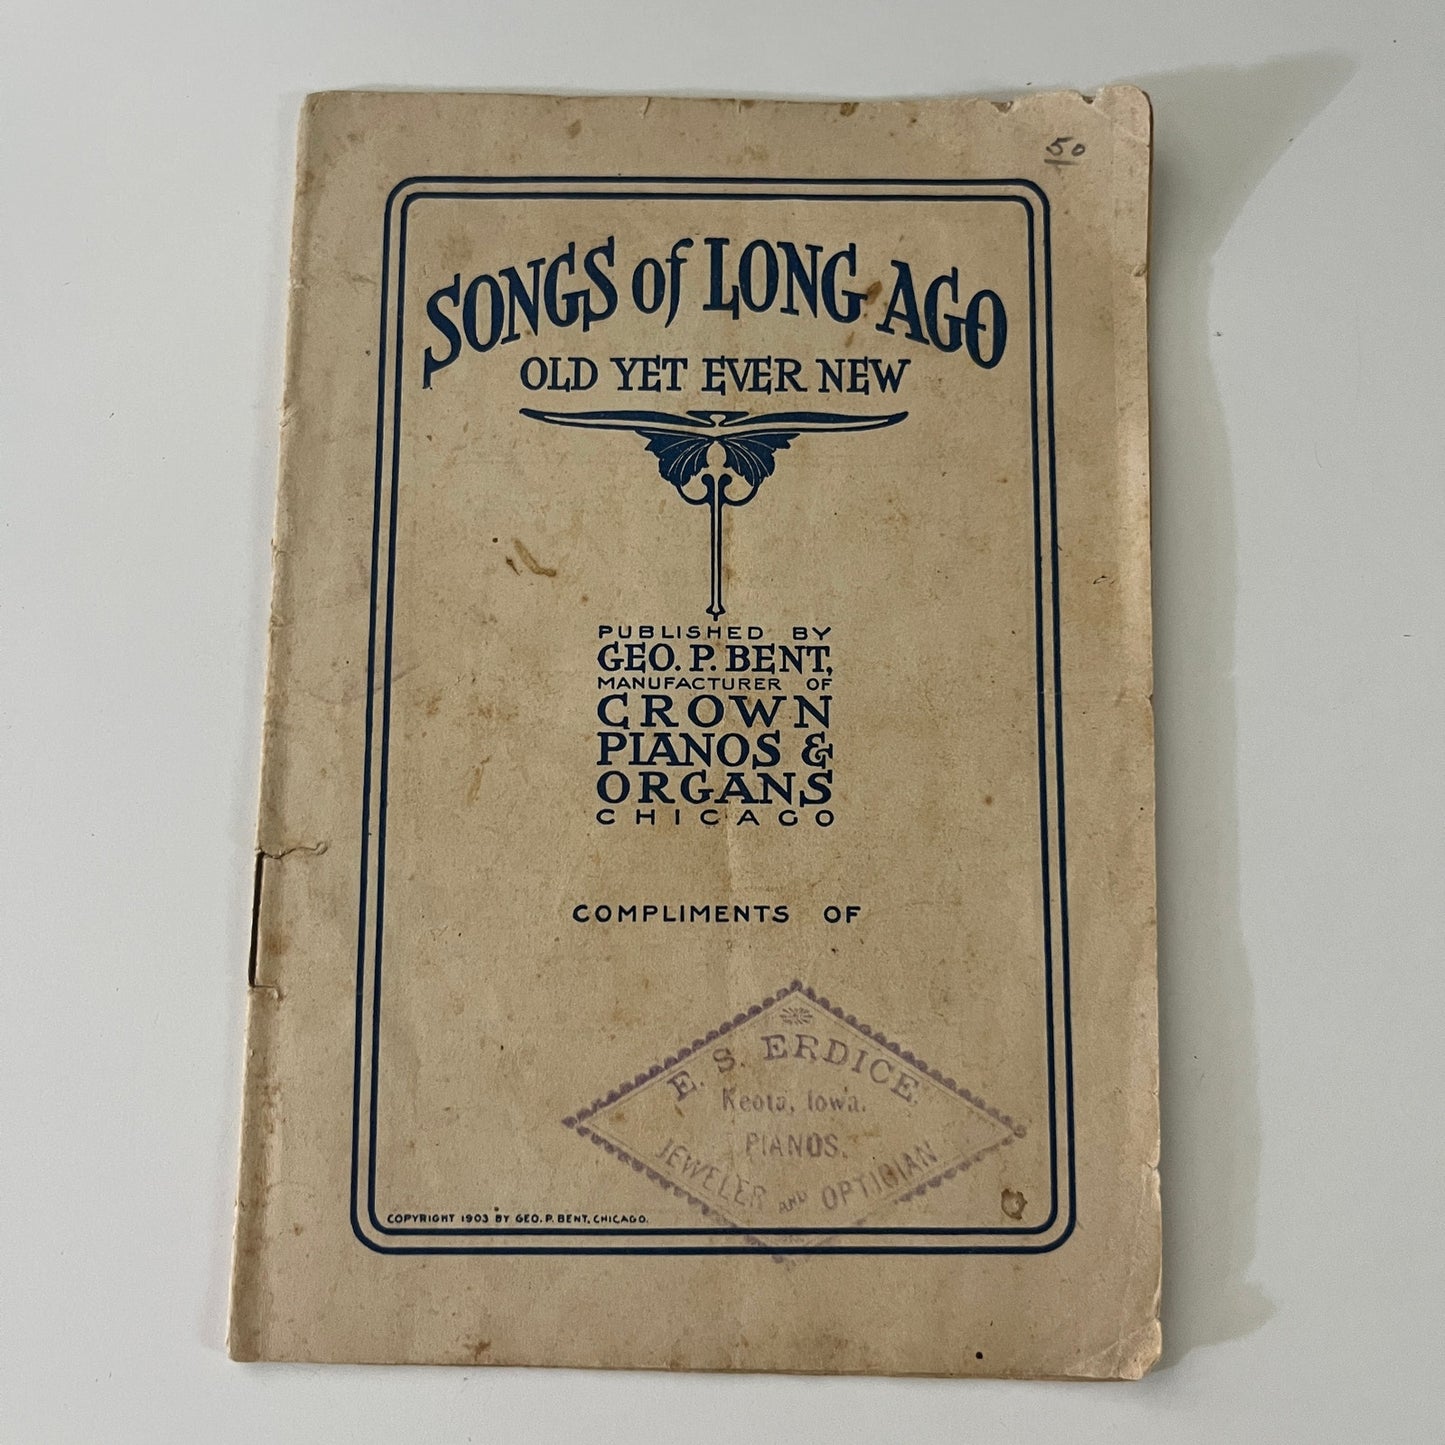 50
SONGS of LONG AGO
OLD YET EVER NEW
PUBLISHED BY
GEO. P. BENT,
MANUFACTURER OF
CROWN
PIANOS &
ORGANS
CHICAGO
COMPLIMENTS OF
E. S. ERDICE.
Keota, Iowa.
PIANOS.
JEWELER AND OPTICIAN
COPYRIGHT 1903 BY GEO. P. BENT, CHICAGO.